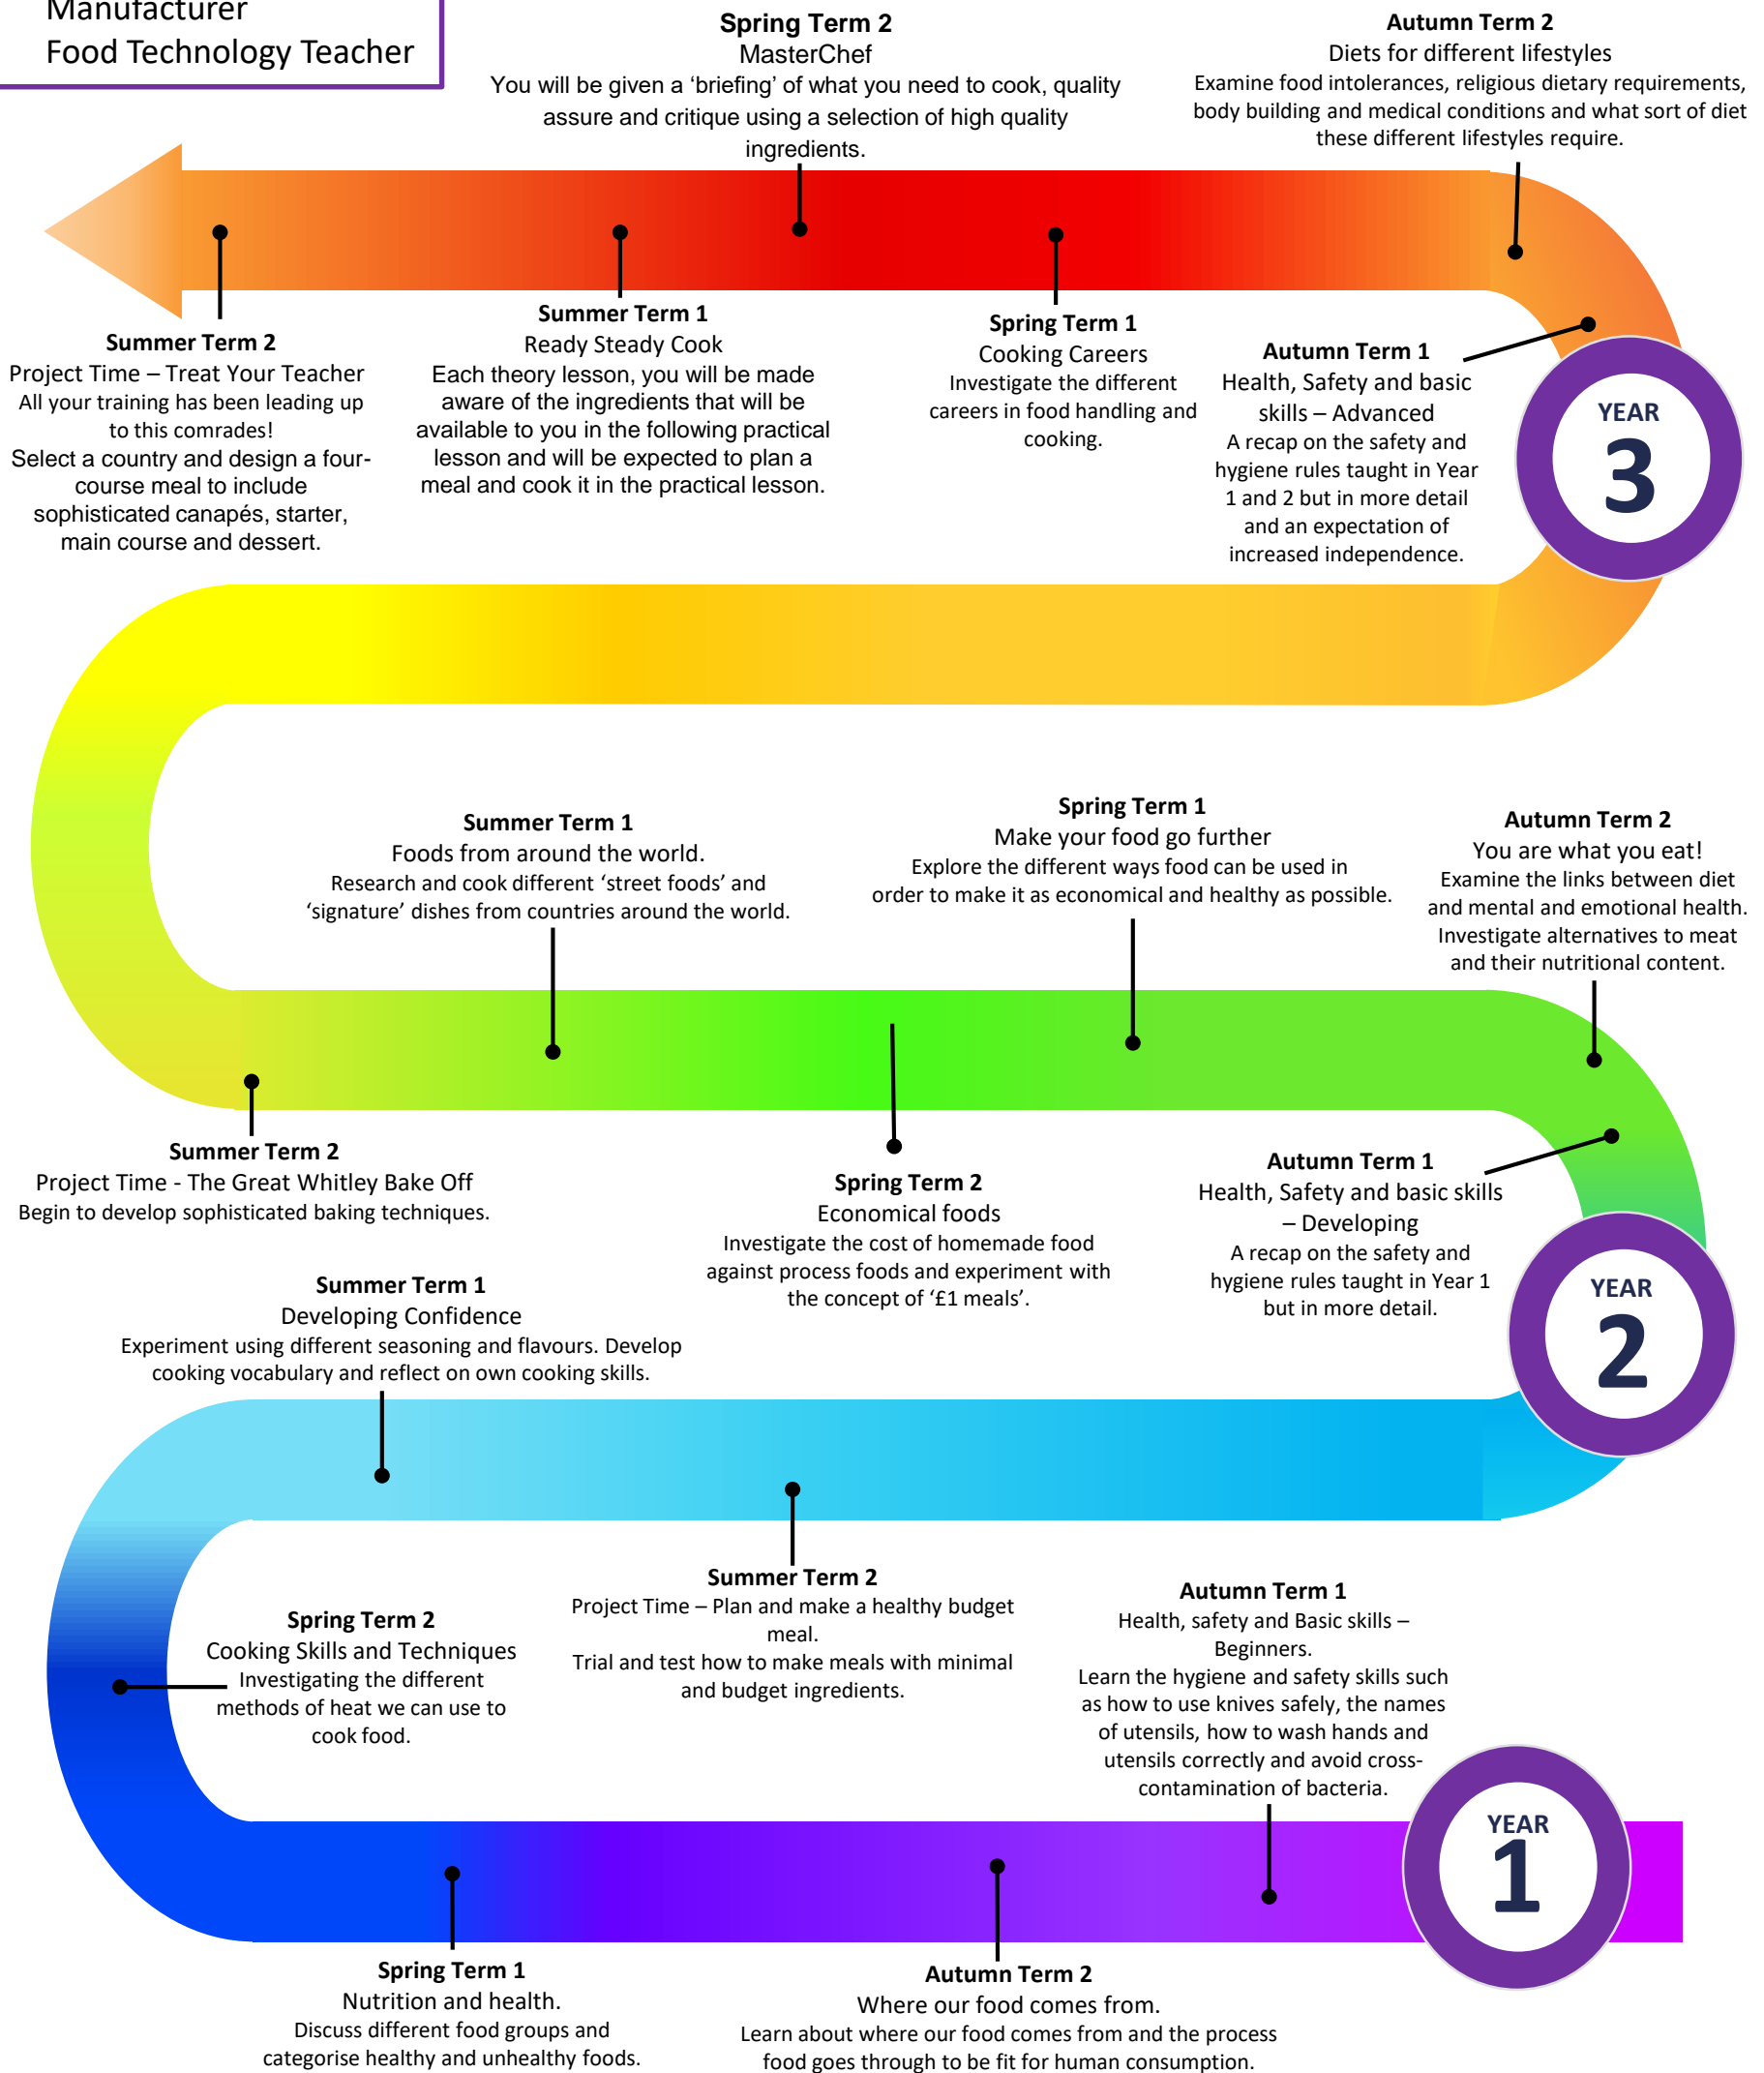 Manufacturer
Food Technology Teacher
Spring Term 2
MasterChef
You will be given a ‘briefing’ of what you need to cook, quality
assure and critique using a selection of high quality
ingredients.
Autumn Term 2
Diets for different lifestyles
Examine food intolerances, religious dietary requirements,
body building and medical conditions and what sort of diet
these different lifestyles require.
Summer Term 2
Project Time – Treat Your Teacher
All your training has been leading up
to this comrades!
Select a country and design a four-
course meal to include
sophisticated canapés, starter,
main course and dessert.
Summer Term 1
Ready Steady Cook
Each theory lesson, you will be made
aware of the ingredients that will be
available to you in the following practical
lesson and will be expected to plan a
meal and cook it in the practical lesson.
Spring Term 1
Cooking Careers
Investigate the different
careers in food handling and
cooking.
Autumn Term 1
Health, Safety and basic
skills – Advanced
A recap on the safety and
hygiene rules taught in Year
1 and 2 but in more detail
and an expectation of
increased independence.
YEAR
3
Summer Term 1
Foods from around the world.
Research and cook different ‘street foods’ and
‘signature’ dishes from countries around the world.
Spring Term 1
Make your food go further
Explore the different ways food can be used in
order to make it as economical and healthy as possible.
Autumn Term 2
You are what you eat!
Examine the links between diet
and mental and emotional health.
Investigate alternatives to meat
and their nutritional content.
Summer Term 2
Project Time - The Great Whitley Bake Off
Begin to develop sophisticated baking techniques.
Spring Term 2
Economical foods
Investigate the cost of homemade food
against process foods and experiment with
the concept of ‘£1 meals’.
Autumn Term 1
Health, Safety and basic skills
– Developing
A recap on the safety and
hygiene rules taught in Year 1
but in more detail.
YEAR
2
Summer Term 1
Developing Confidence
Experiment using different seasoning and flavours. Develop
cooking vocabulary and reflect on own cooking skills.
Spring Term 2
Cooking Skills and Techniques
Investigating the different
methods of heat we can use to
cook food.
Summer Term 2
Project Time – Plan and make a healthy budget
meal.
Trial and test how to make meals with minimal
and budget ingredients.
Autumn Term 1
Health, safety and Basic skills –
Beginners.
Learn the hygiene and safety skills such
as how to use knives safely, the names
of utensils, how to wash hands and
utensils correctly and avoid cross-
contamination of bacteria.
YEAR
1
Spring Term 1
Nutrition and health.
Discuss different food groups and
categorise healthy and unhealthy foods.
Autumn Term 2
Where our food comes from.
Learn about where our food comes from and the process
food goes through to be fit for human consumption.